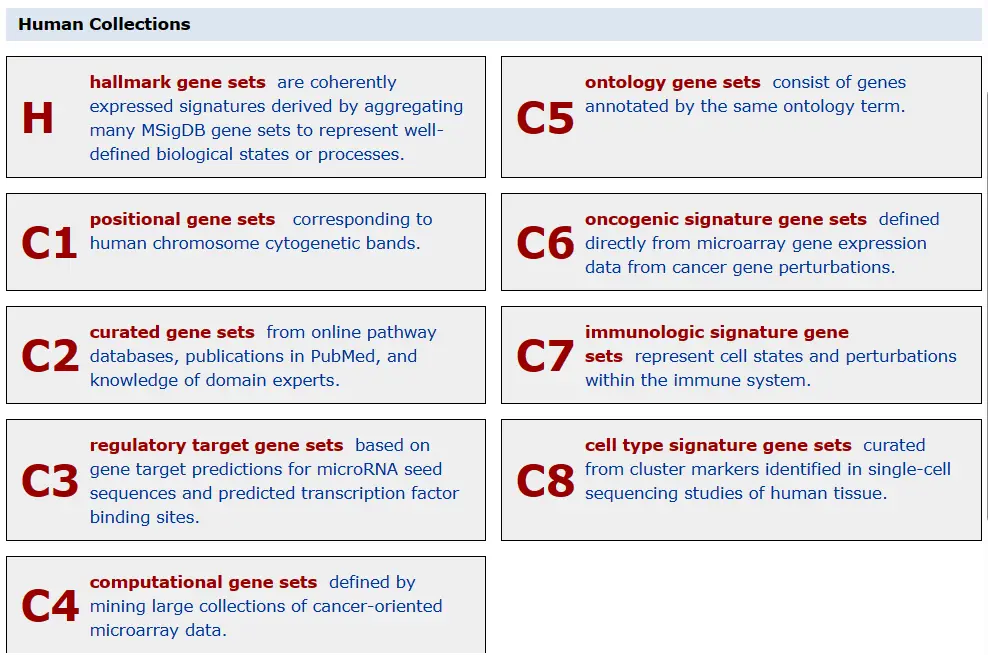 Human Collections
H
hallmark gene sets are coherently
expressed signatures derived by aggregating
many MSigDB gene sets to represent well-
defined biological states or processes.
C1
positional gene sets corresponding to
human chromosome cytogenetic bands.
C2
curated gene sets from online pathway
databases, publications in PubMed, and
knowledge of domain experts.
C3
regulatory target gene sets based on
gene target predictions for microRNA seed
sequences and predicted transcription factor
binding sites.
C4
computational gene sets defined by
mining large collections of cancer-oriented
microarray data.
C5
ontology gene sets consist of genes
annotated by the same ontology term.
C6
oncogenic signature gene sets defined
directly from microarray gene expression
data from cancer gene perturbations.
C7
immunologic signature gene
sets represent cell states and perturbations
within the immune system.
C8
cell type signature gene sets curated
from cluster markers identified in single-cell
sequencing studies of human tissue.